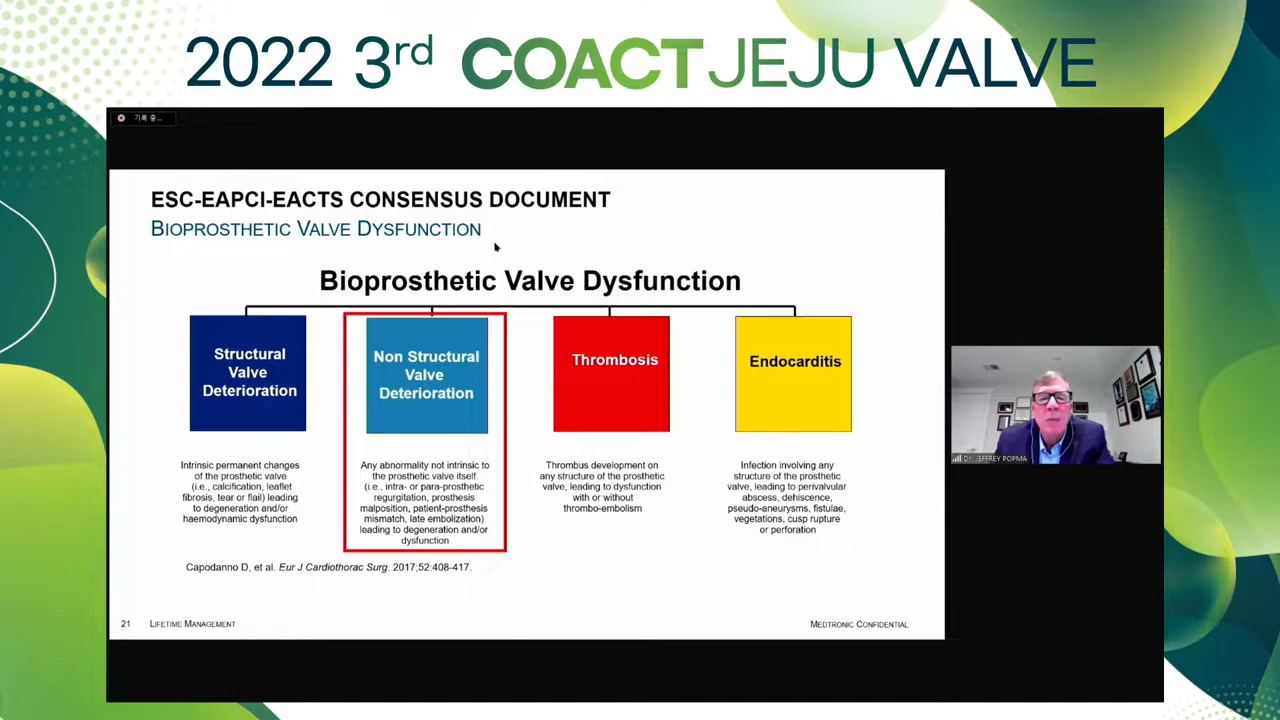 2022 3rd COACT JEJU VALVE
기록 중...
ESC-EAPCI-EACTS CONSENSUS DOCUMENT
BIOPROSTHETIC VALVE DYSFUNCTION
Bioprosthetic Valve Dysfunction
Structural
Valve
Deterioration
Non Structural
Valve
Deterioration
Thrombosis
Endocarditis
Intrinsic permanent changes
of the prosthetic valve
(i.e., calcification, leaflet
fibrosis, tear or flail) leading
to degeneration and/or
haemodynamic dysfunction
Any abnormality not intrinsic to
the prosthetic valve itself
(i.e., intra- or para-prosthetic
regurgitation, prosthesis
malposition, patient-prosthesis
mismatch, late embolization)
leading to degeneration and/or
dysfunction
Thrombus development on
any structure of the prosthetic
valve, leading to dysfunction
with or without
thrombo-embolism
Infection involving any
structure of the prosthetic
valve, leading to perivalvular
abscess, dehiscence,
pseudo-aneurysms, fistulae,
vegetations, cusp rupture
or perforation
Capodanno D, et al. Eur J Cardiothorac Surg. 2017;52:408-417.
21 LIFETIME MANAGEMENT
MEDTRONIC CONFIDENTIAL
Dr. JEFFREY POPMA